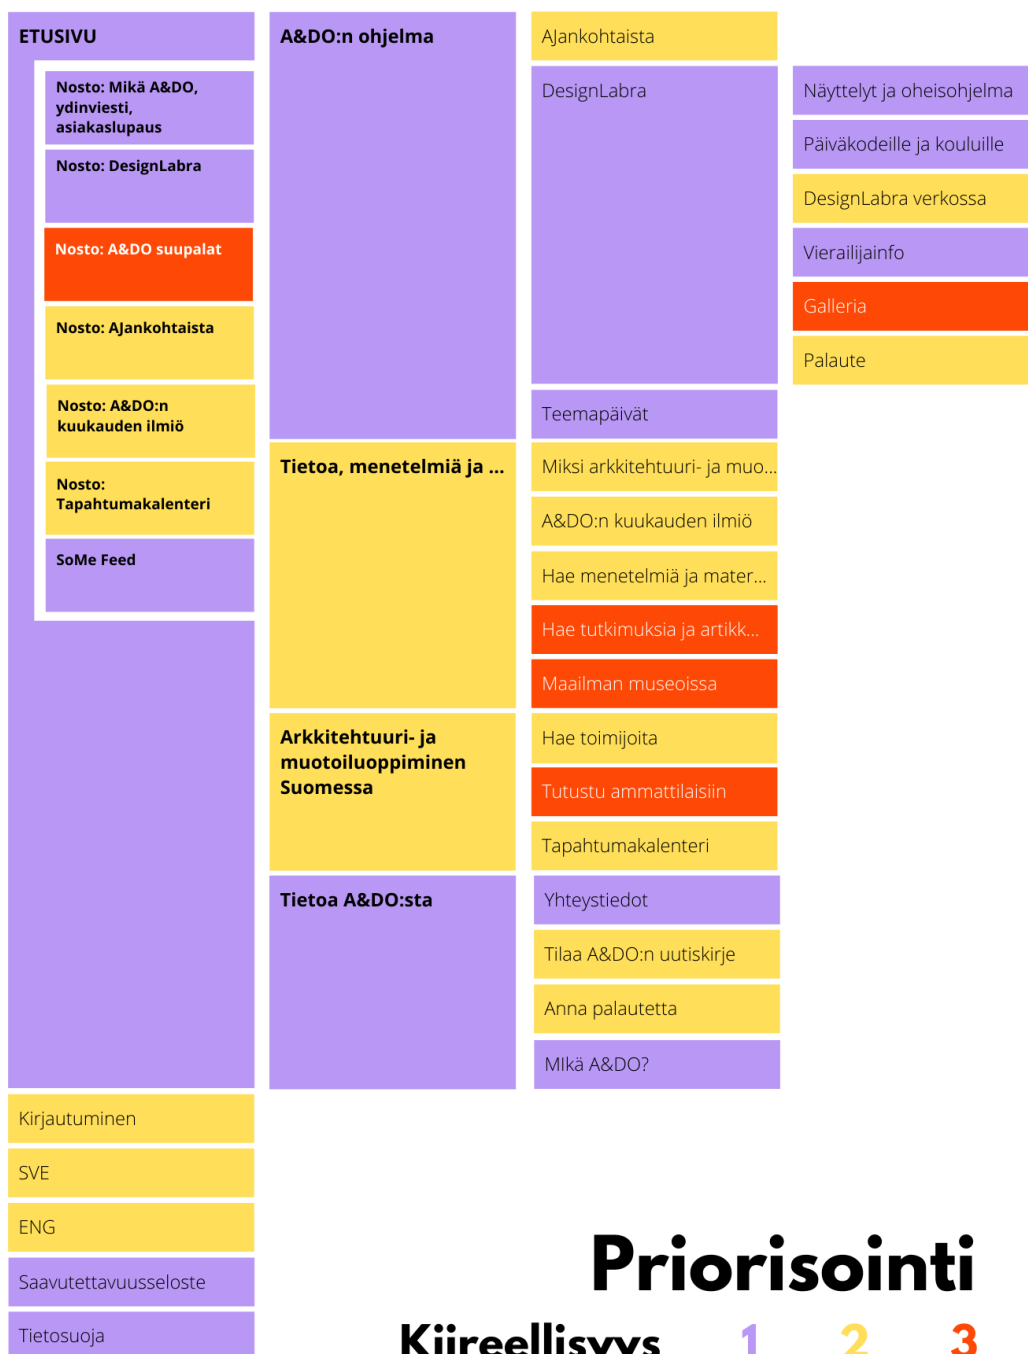 ETUSIVU
Nosto: Mikä A&DO,
ydinviesti,
asiakaslupaus
Nosto: DesignLabra
Nosto: A&DO suupalat
Nosto: AJankohtaista
Nosto: A&DO:n
kuukauden ilmiö
Nosto:
Tapahtumakalenteri
SoMe Feed
Kirjautuminen
SVE
ENG
Saavutettavuusseloste
Tietosuoja
A&DO:n ohjelma
Tietoa, menetelmiä ja ...
Arkkitehtuuri- ja
muotoiluoppiminen
Suomessa
Tietoa A&DO:sta
AJankohtaista
DesignLabra
Teemapäivät
Miksi arkkitehtuuri- ja muo...
A&DO:n kuukauden ilmiö
Hae menetelmiä ja mater...
Hae tutkimuksia ja artikk...
Maailman museoissa
Hae toimijoita
Tutustu ammattilaisiin
Tapahtumakalenteri
Yhteystiedot
Tilaa A&DO:n uutiskirje
Anna palautetta
MIkä A&DO?
Näyttelyt ja oheisohjelma
Päiväkodeille ja kouluille
DesignLabra verkossa
Vierailijainfo
Galleria
Palaute
Priorisointi
Kiireellisyys 1 2 3